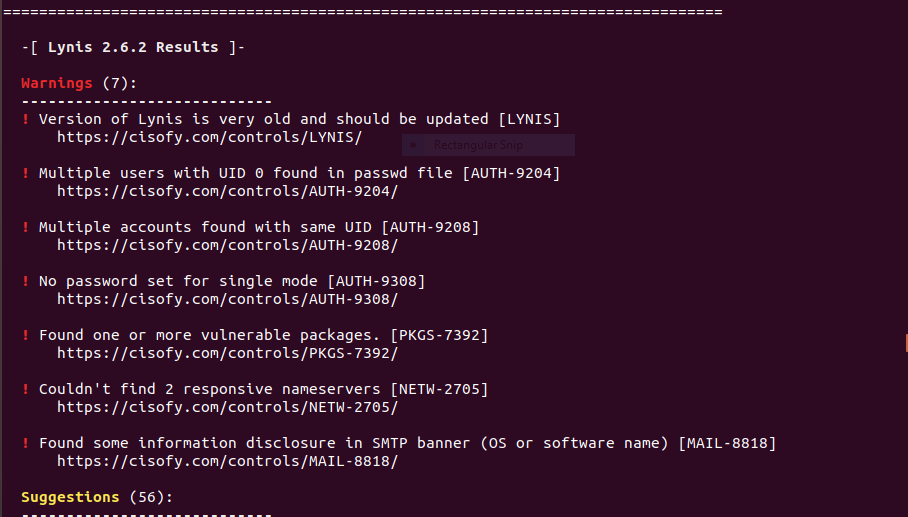 ================================================================================
-[ Lynis 2.6.2 Results ]-
Warnings (7):
----------------------------
! Version of Lynis is very old and should be updated [LYNIS]
https://cisofy.com/controls/LYNIS/
Rectangular Snip
! Multiple users with UID 0 found in passwd file [AUTH-9204]
https://cisofy.com/controls/AUTH-9204/
! Multiple accounts found with same UID [AUTH-9208]
https://cisofy.com/controls/AUTH-9208/
! No password set for single mode [AUTH-9308]
https://cisofy.com/controls/AUTH-9308/
! Found one or more vulnerable packages. [PKGS-7392]
https://cisofy.com/controls/PKGS-7392/
! Couldn't find 2 responsive nameservers [NETW-2705]
https://cisofy.com/controls/NETW-2705/
! Found some information disclosure in SMTP banner (OS or software name) [MAIL-8818]
https://cisofy.com/controls/MAIL-8818/
Suggestions (56):
----------------------------